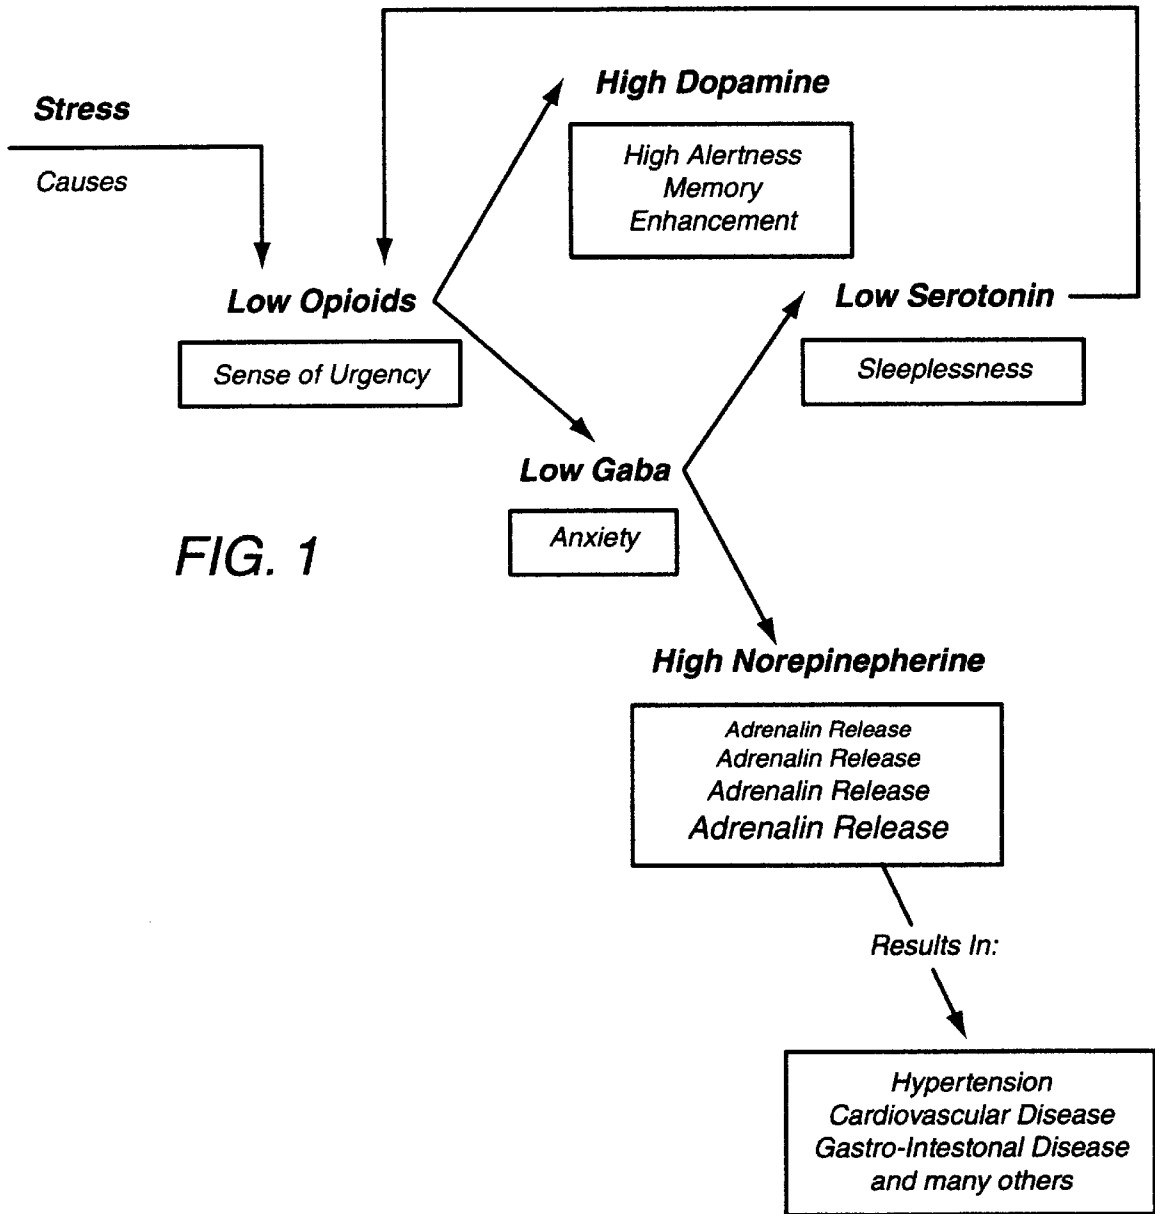 Stress
Causes
High Dopamine
High Alertness
Memory
Enhancement
Low Opioids
Sense of Urgency
Low Serotonin
Sleeplessness
Low Gaba
Anxiety
FIG. 1
High Norepinepherine
Adrenalin Release
Adrenalin Release
Adrenalin Release
Adrenalin Release
Results In:
Hypertension
Cardiovascular Disease
Gastro-Intestonal Disease
and many others